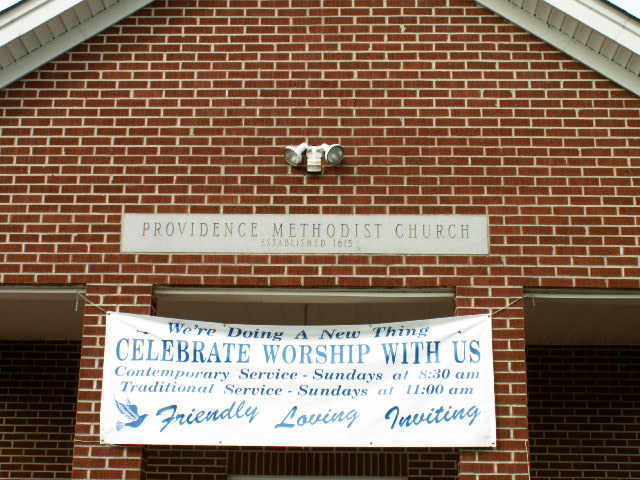 PROVIDENCE METHODIST CHURCH
ESTABLISHED 1815
We're Doing A New Thing
CELEBRATE WORSHIP WITH US
Contemporary Service - Sundays at 8:30 am
Traditional Service - Sundays at 11:00 am
Friendly Loving Inviting